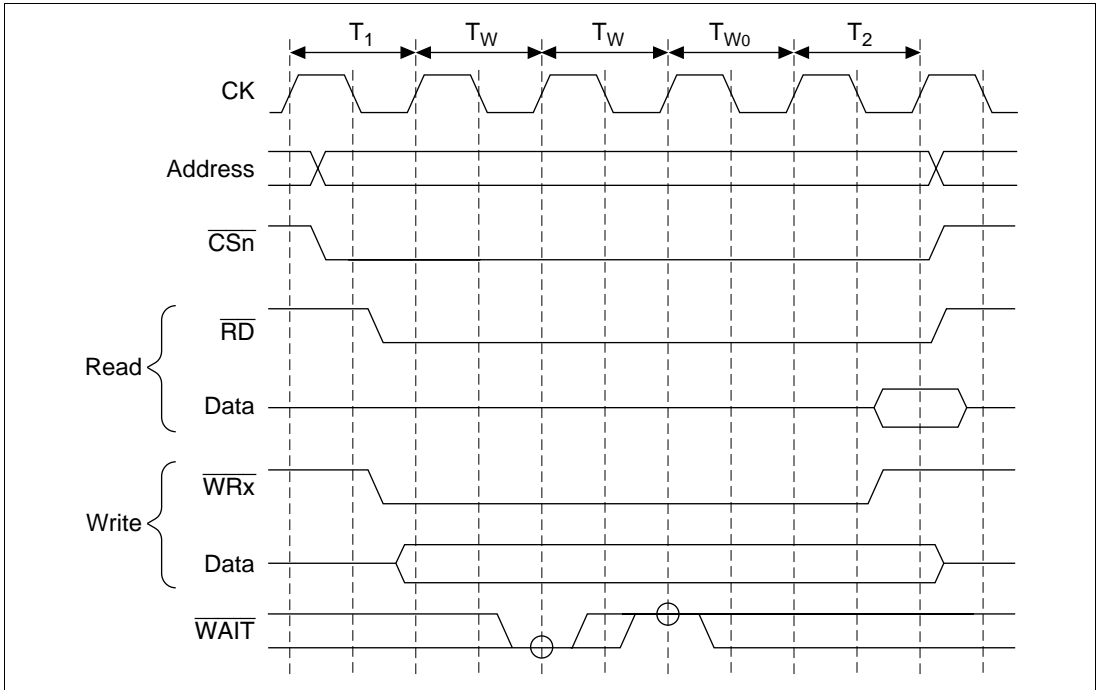 T1 TW TW TW0 T2
CK
Address
CSn
RD
Read
Data
WRx
Write
Data
WAIT